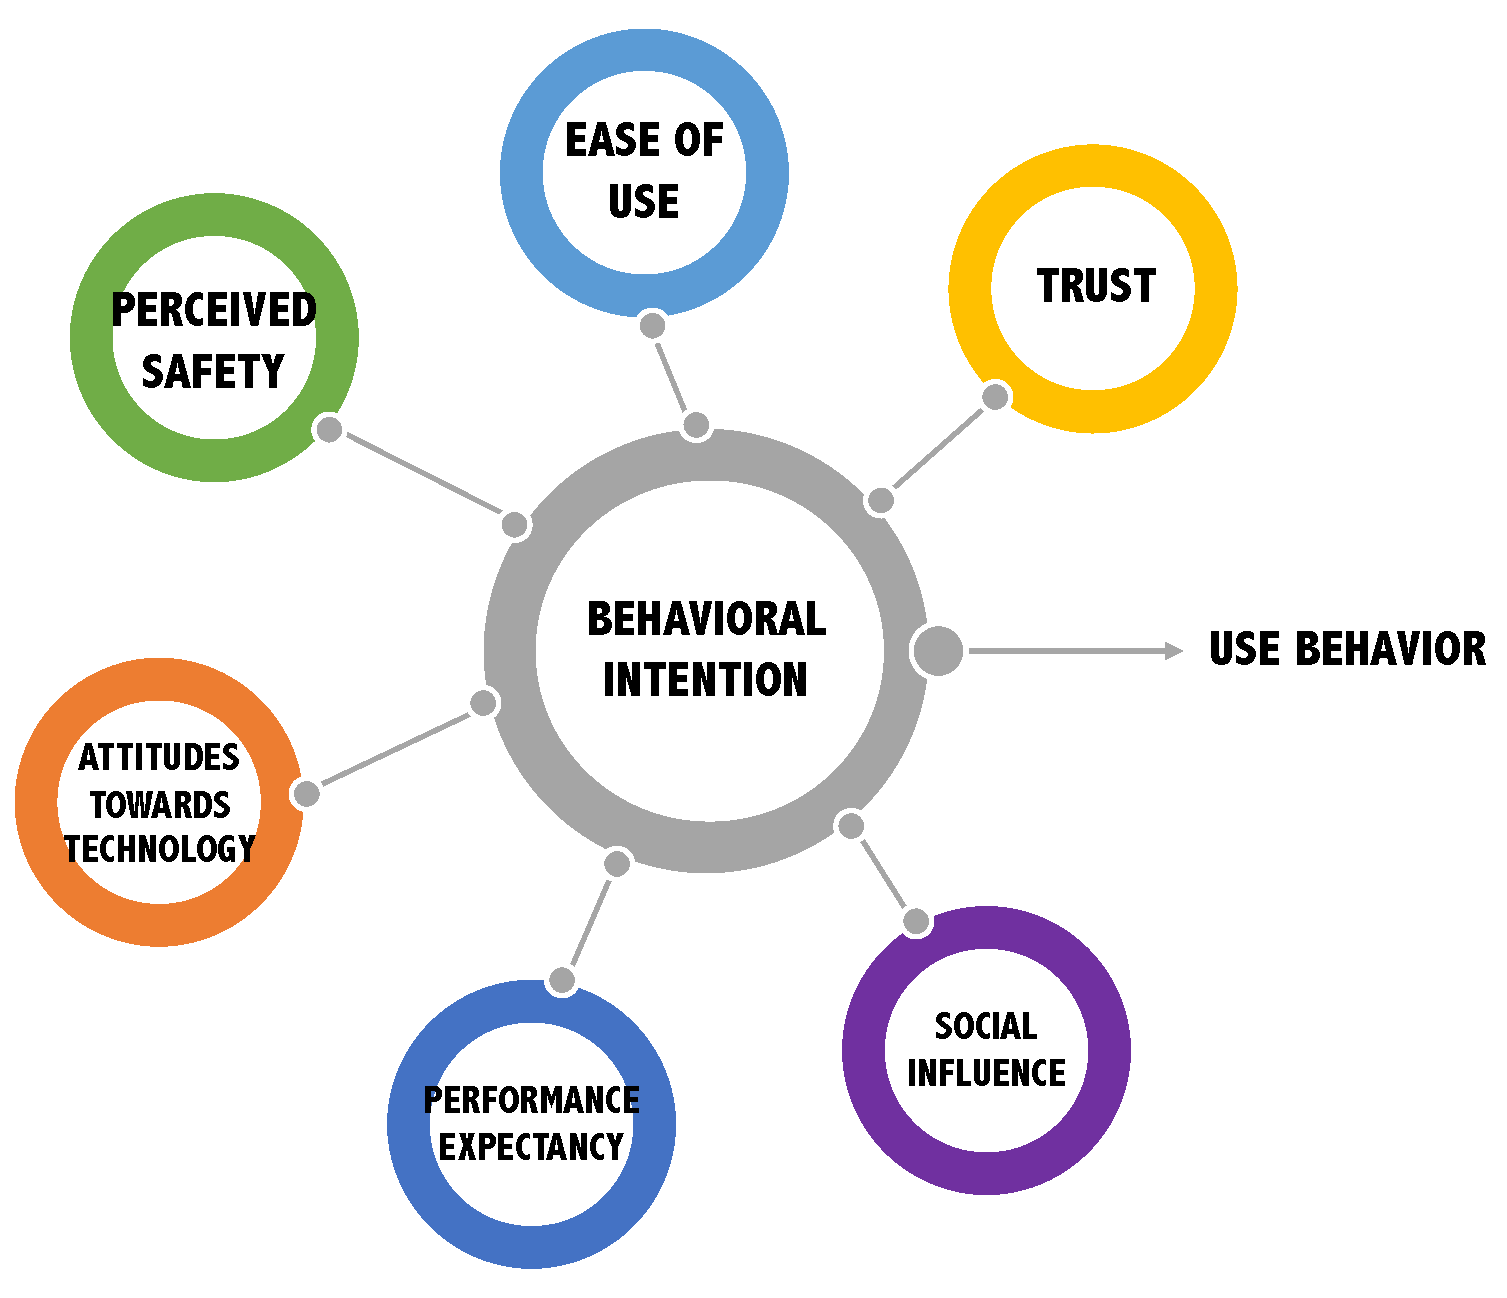 EASE OF
USE
TRUST
PERCEIVED
SAFETY
BEHAVIORAL
INTENTION
USE BEHAVIOR
ATTITUDES
TOWARDS
TECHNOLOGY
SOCIAL
INFLUENCE
PERFORMANCE
EXPECTANCY